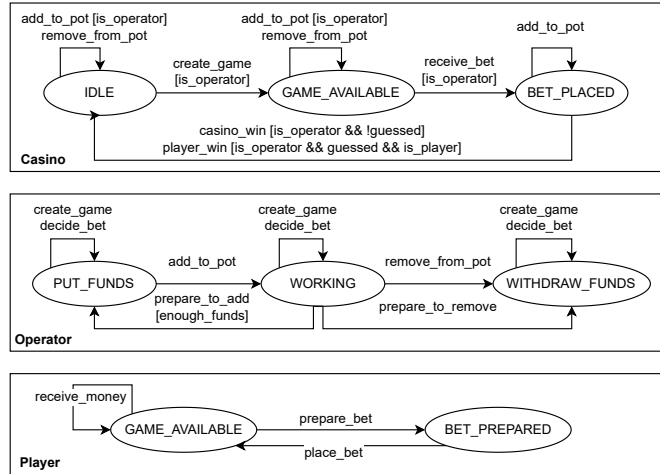 add_to_pot [is_operator]
remove_from_pot
IDLE
create_game
[is_operator]
add_to_pot [is_operator]
remove_from_pot
GAME_AVAILABLE
receive_bet
[is_operator]
add_to_pot
BET_PLACED
casino_win [is_operator && !guessed]
player_win [is_operator && guessed && is_player]
Casino
create_game
decide_bet
PUT_FUNDS
add_to_pot
prepare_to_add
[enough_funds]
create_game
decide_bet
WORKING
remove_from_pot
prepare_to_remove
create_game
decide_bet
WITHDRAW_FUNDS
Operator
receive_money
GAME_AVAILABLE
prepare_bet
place_bet
BET_PREPARED
Player